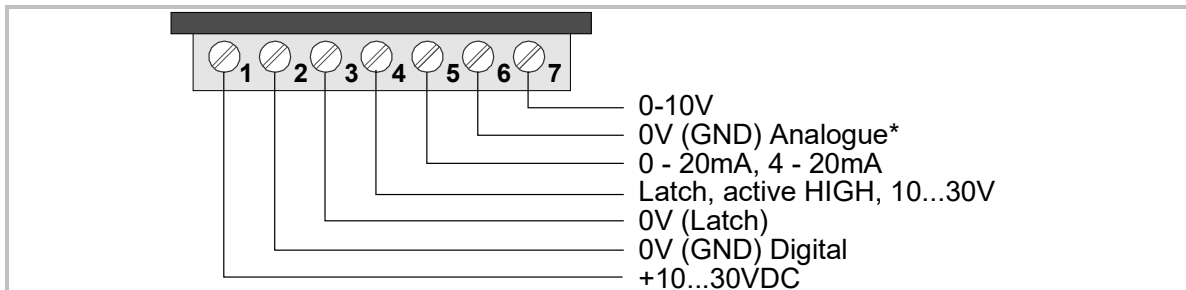 1 2 3 4 5 6 7
0-10V
0V (GND) Analogue*
0 - 20mA, 4 - 20mA
Latch, active HIGH, 10...30V
0V (Latch)
0V (GND) Digital
+10...30VDC